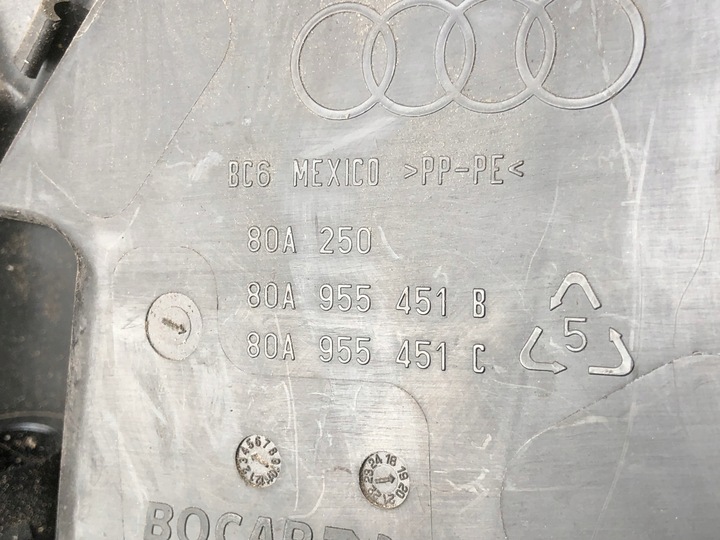 BC6 MEXICO >PP-PE<
80A 250
80A 955 451 B
80A 955 451 C
5